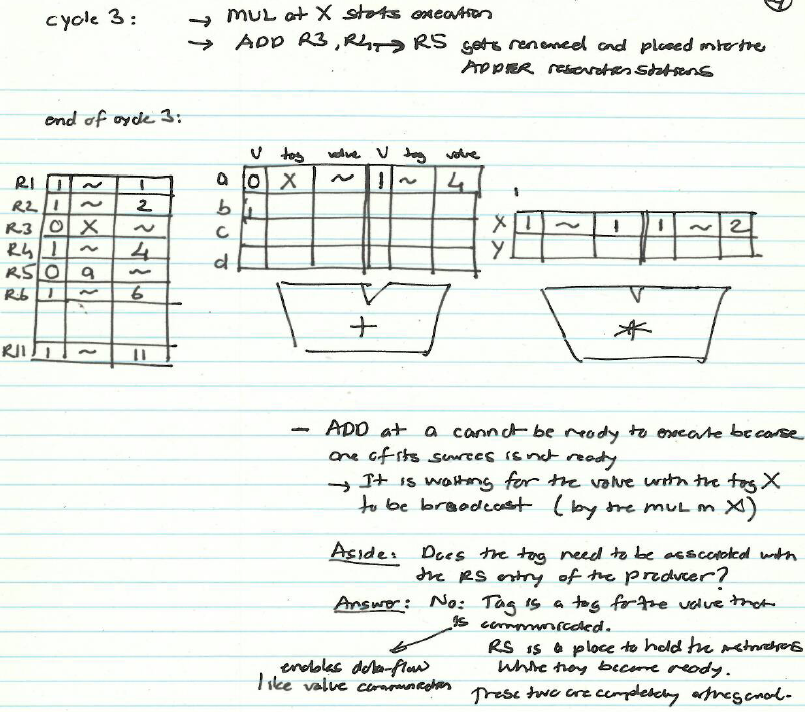 cycle 3: → MUL at X starts execution
→ ADD R3, R4 → R5 gets renamed and placed into the
ADDER reservation stations
end of cycle 3:
V tag value V tag value
a 0 X ~ 1 ~ 4
b 1
c
d
X 1 ~ 1 1 ~ 2
Y
R1 1 ~ 1
R2 1 ~ 2
R3 0 X ~
R4 1 ~ 4
R5 0 a ~
R6 1 ~ 6
R11 1 ~ 11
+
*
- ADD at a cannot be ready to execute because
one of its sources is not ready
→ It is waiting for the value with the tag X
to be broadcast (by the MUL in X)
Aside: Does the tag need to be associated with
the RS entry of the producer?
Answer: No: Tag is a tag for the value that
is communicated.
enables data-flow
like value communication
RS is a place to hold the instructions
while they become ready.
These two are completely orthogonal.